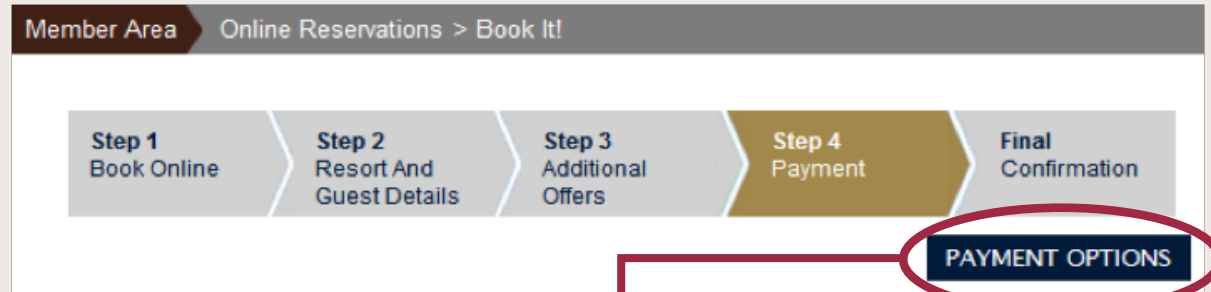 Member Area Online Reservations > Book It!
Step 1
Book Online
Step 2
Resort And
Guest Details
Step 3
Additional
Offers
Step 4
Payment
Final
Confirmation
PAYMENT OPTIONS